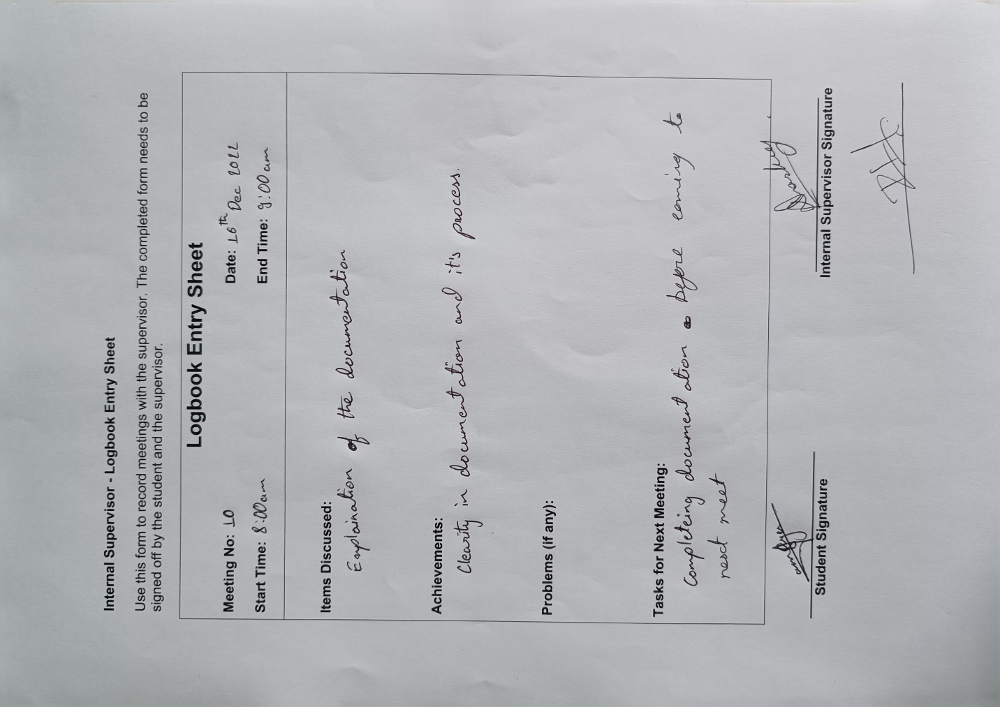 Internal Supervisor - Logbook Entry Sheet
Use this form to record meetings with the supervisor. The completed form needs to be
signed off by the student and the supervisor.
Logbook Entry Sheet
Meeting No: 10 Date: 16th Dec 2022
Start Time: 8:00am End Time: 9:00am
Items Discussed:
Explaination of the documentation
Achievements:
Clearity in documentation and it's process.
Problems (if any):
Tasks for Next Meeting:
Completeing documentation before coming to
next meet
Student Signature Internal Supervisor Signature